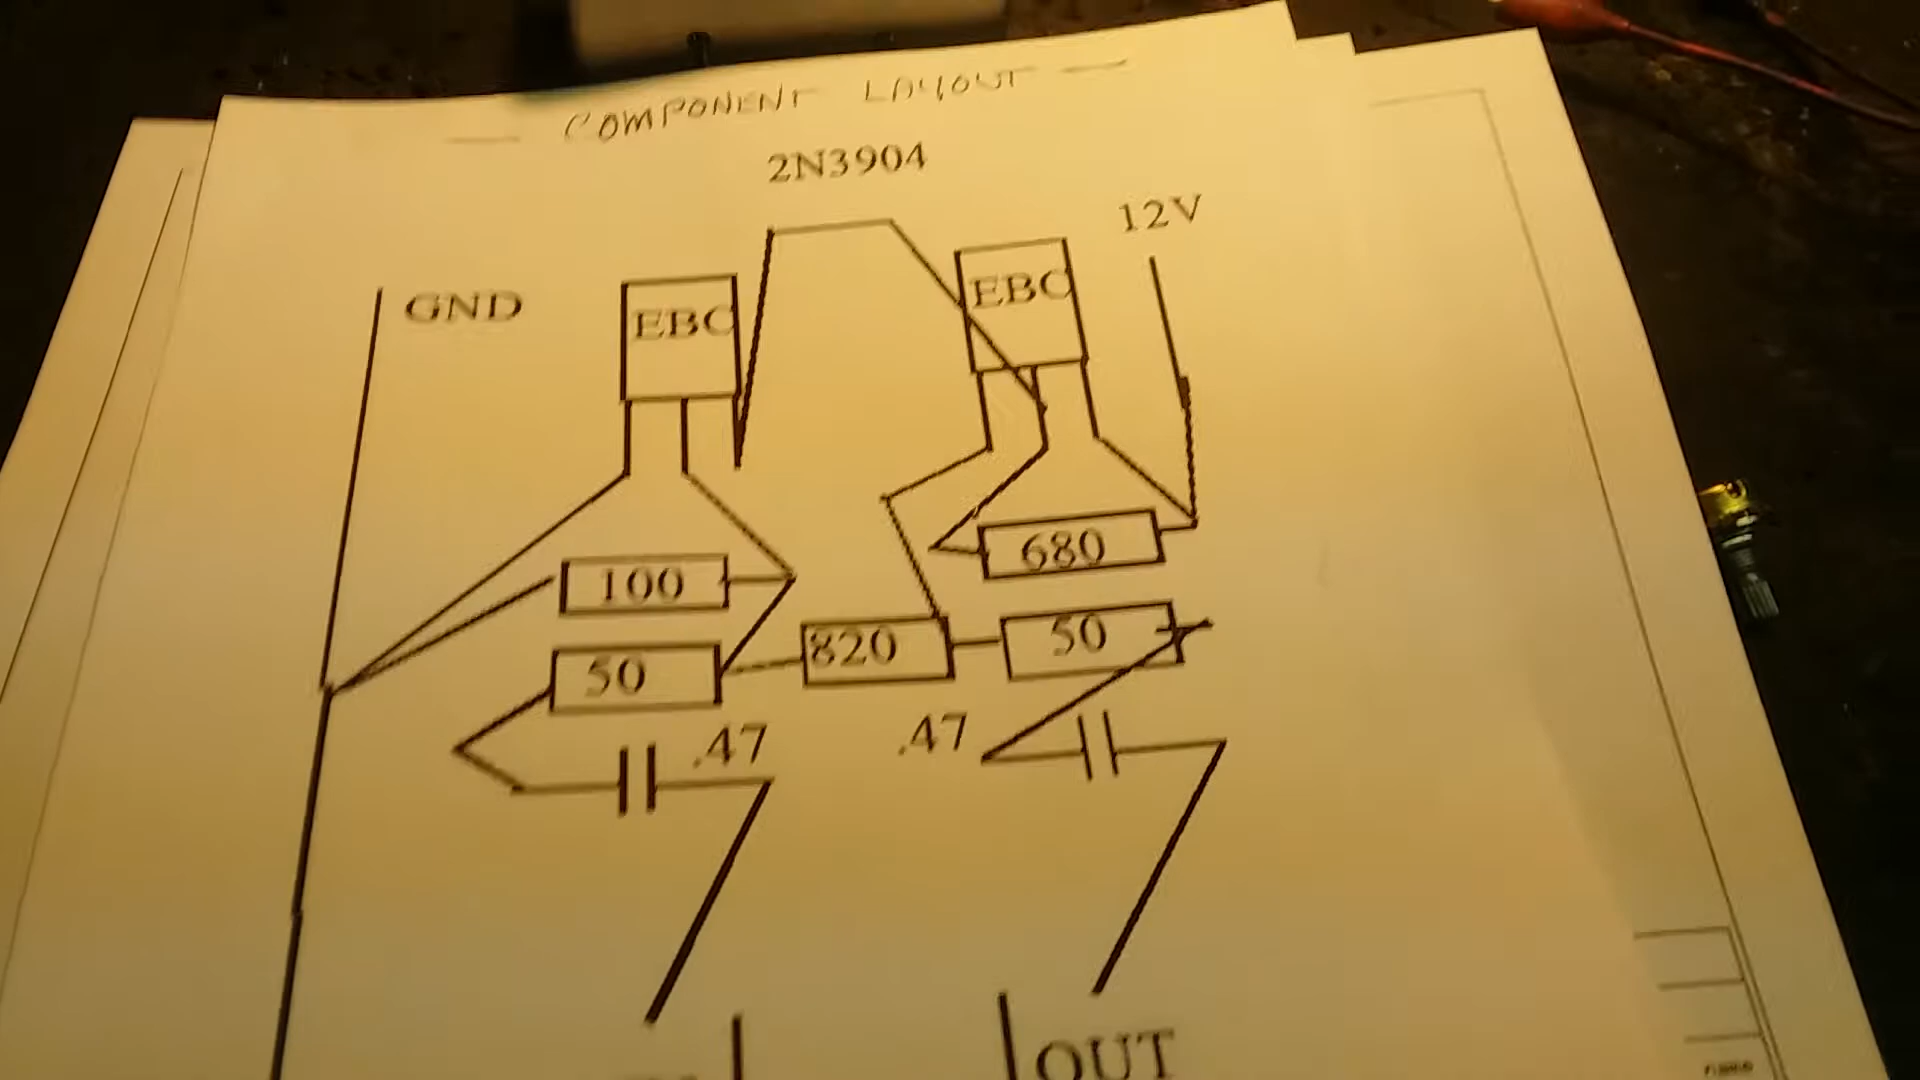 — COMPONENT LAYOUT —
2N3904
12V
GND
EBC
EBC
680
100
820
50
50
.47
.47
OUT